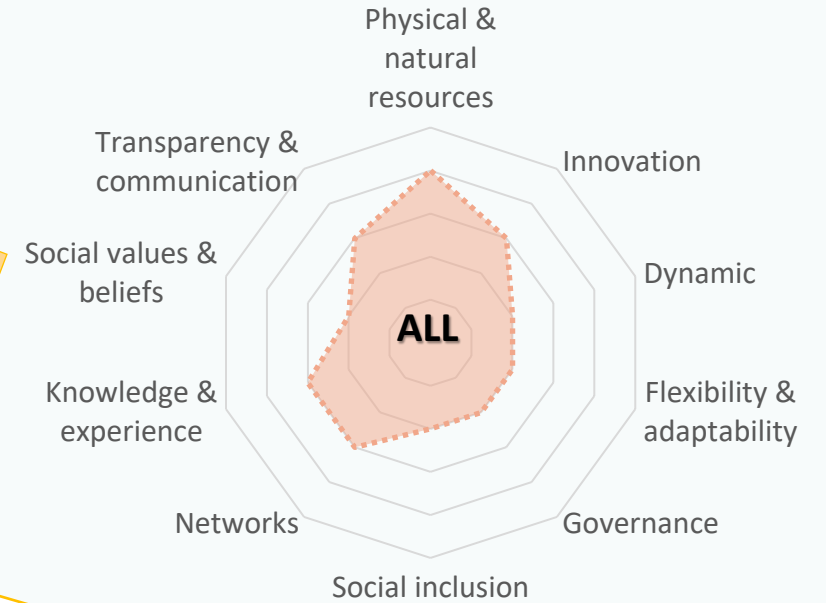 Physical &
natural
resources
Innovation
Dynamic
Flexibility &
adaptability
Governance
Social inclusion
Networks
Knowledge &
experience
Social values &
beliefs
Transparency &
communication
ALL